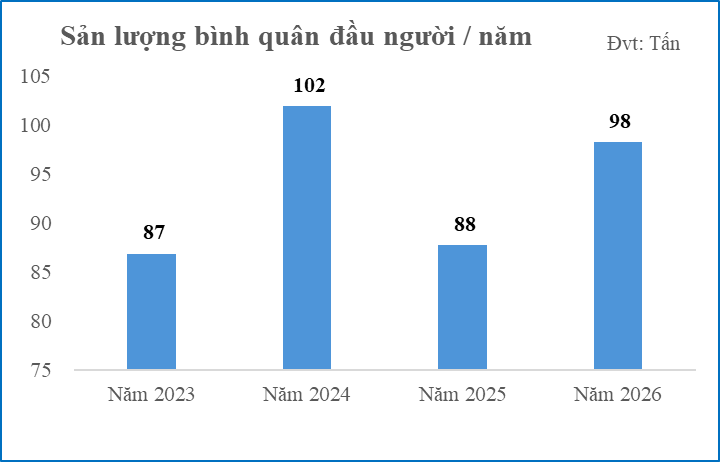 Sản lượng bình quân đầu người / năm
Đvt: Tấn
105
100
95
90
85
80
75
87
102
88
98
Năm 2023
Năm 2024
Năm 2025
Năm 2026